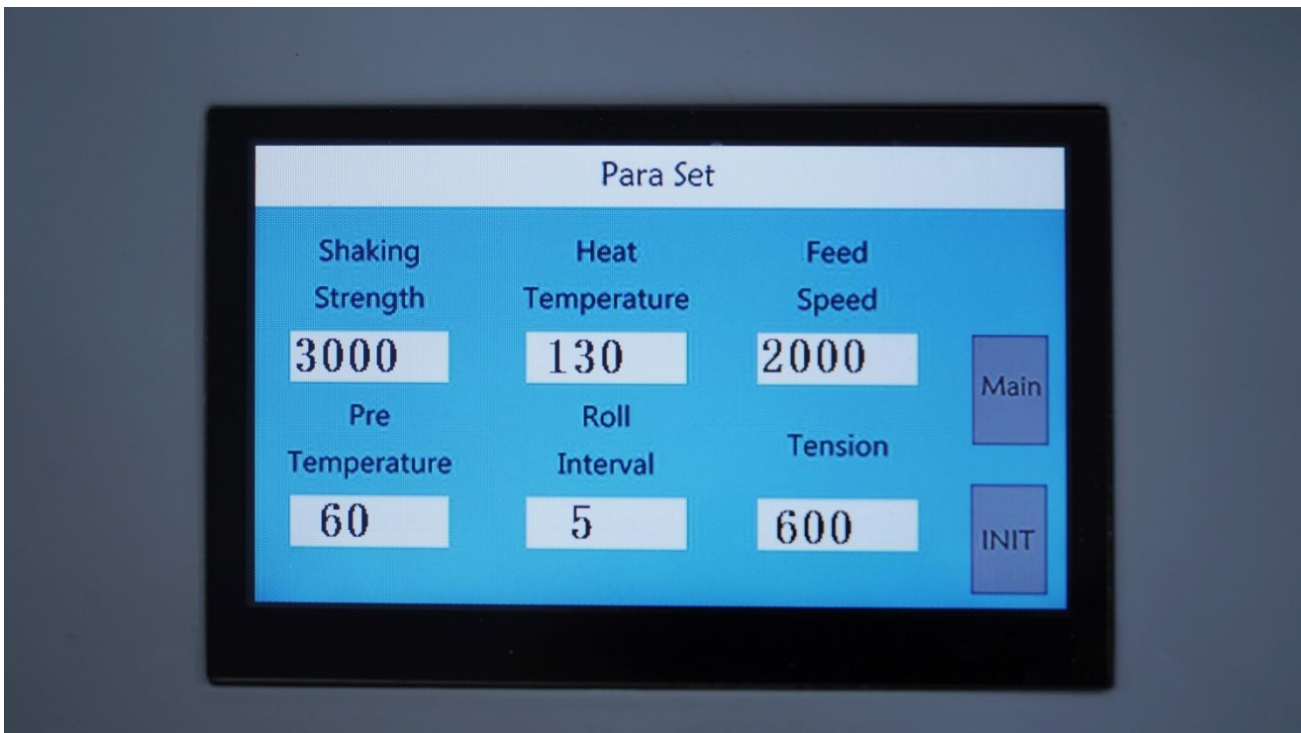 Para Set
Shaking
Strength
3000
Heat
Temperature
130
Feed
Speed
2000
Pre
Temperature
60
Roll
Interval
5
Tension
600
Main
INIT